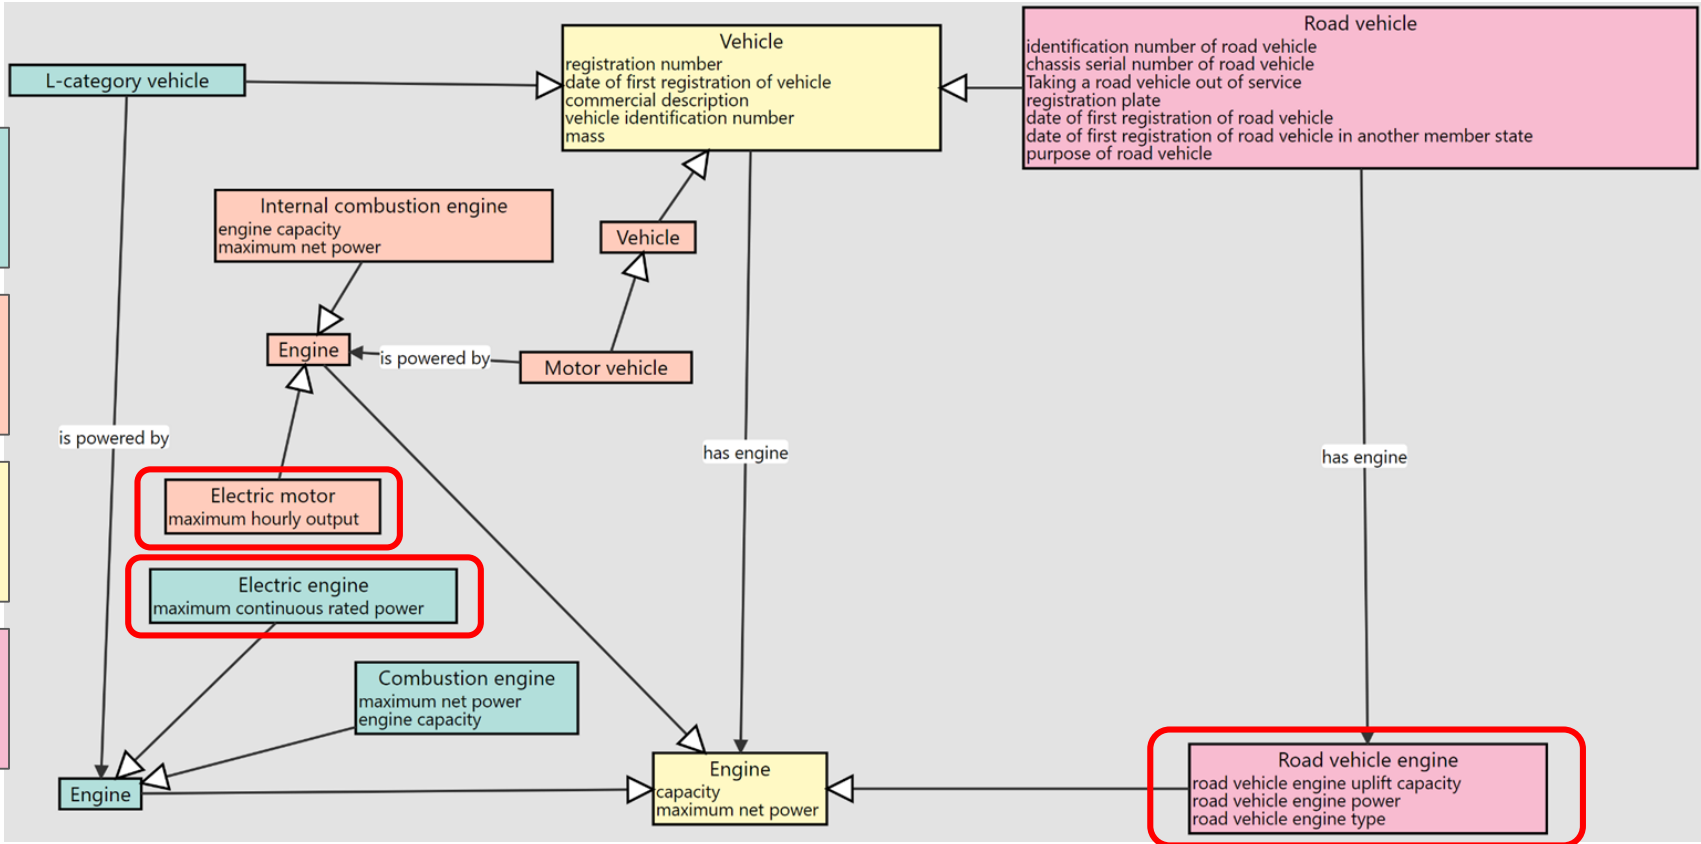 Road vehicle
identification number of road vehicle
chassis serial number of road vehicle
Taking a road vehicle out of service
registration plate
date of first registration of road vehicle
date of first registration of road vehicle in another member state
purpose of road vehicle
Vehicle
registration number
date of first registration of vehicle
commercial description
vehicle identification number
mass
L-category vehicle
Internal combustion engine
engine capacity
maximum net power
Vehicle
Engine
is powered by
Motor vehicle
is powered by
has engine
has engine
Electric motor
maximum hourly output
Electric engine
maximum continuous rated power
Combustion engine
maximum net power
engine capacity
Engine
Engine
capacity
maximum net power
Road vehicle engine
road vehicle engine uplift capacity
road vehicle engine power
road vehicle engine type